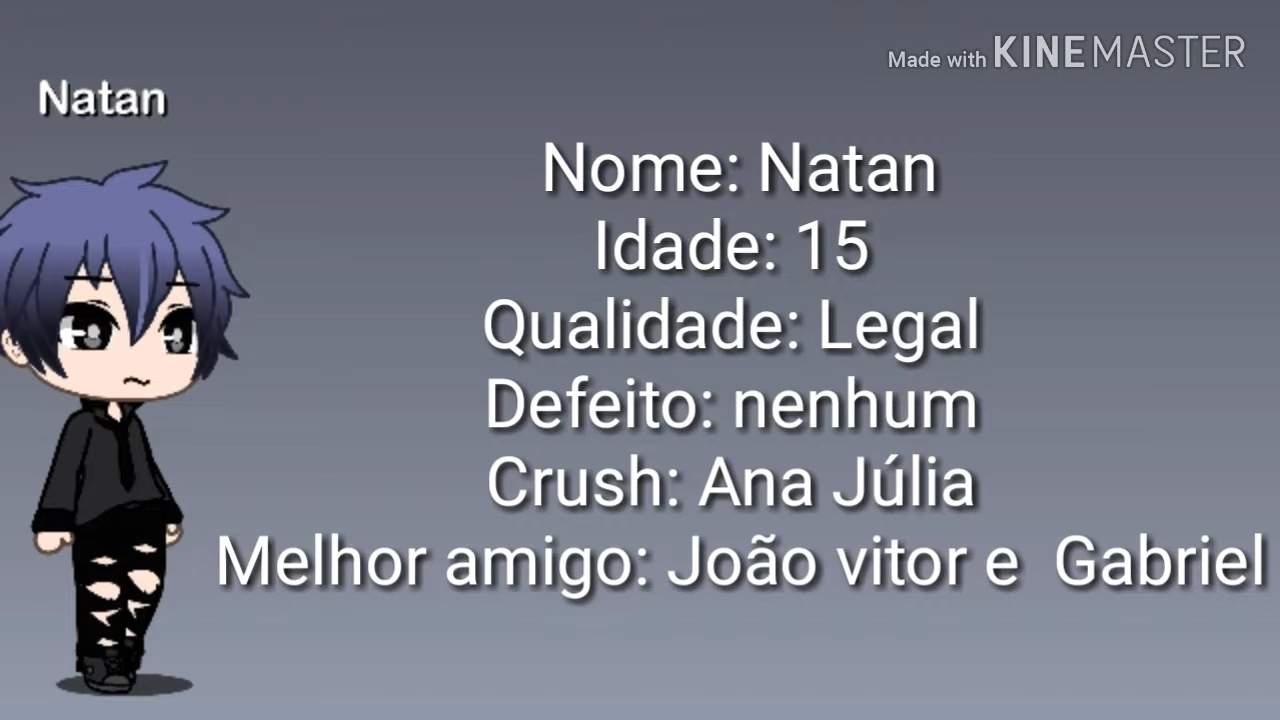 Made with KINEMASTER
Natan
Nome: Natan
Idade: 15
Qualidade: Legal
Defeito: nenhum
Crush: Ana Júlia
Melhor amigo: João vitor e Gabriel